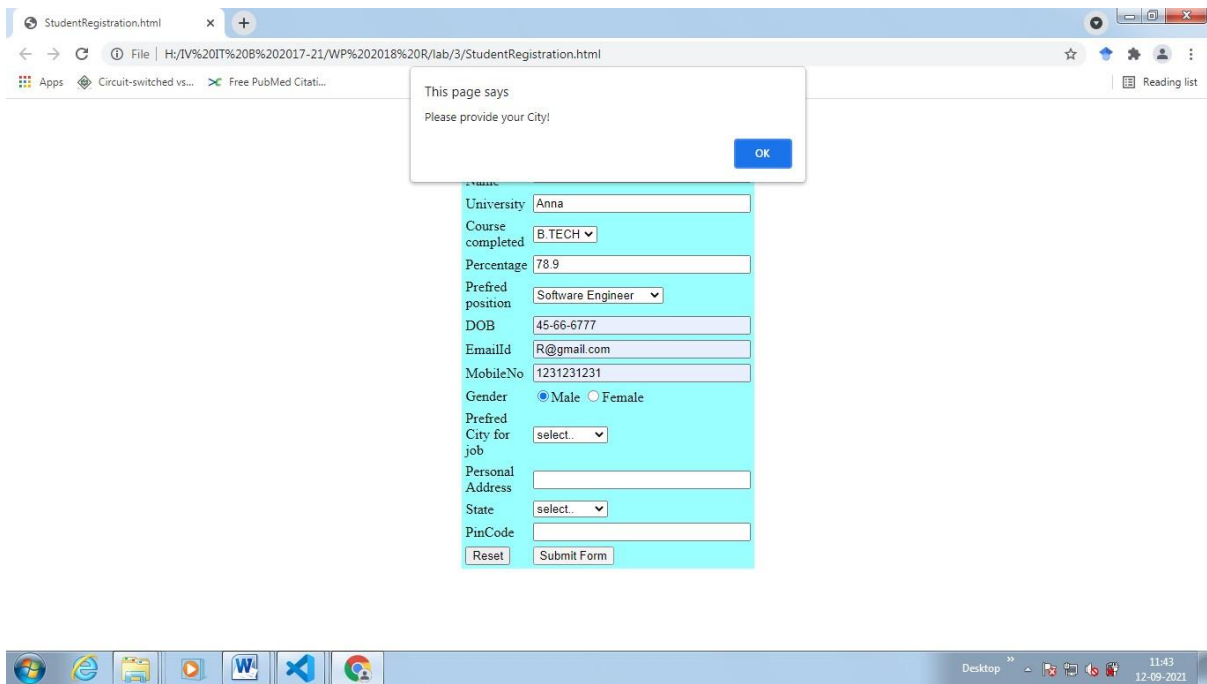 StudentRegistration.html
File | H:/IV%20IT%20B%202017-21/WP%202018%20R/lab/3/StudentRegistration.html
Apps Circuit-switched vs... Free PubMed Citati... Reading list
This page says
Please provide your City!
OK
Name
University Anna
Course completed B.TECH
Percentage 78.9
Prefred position Software Engineer
DOB 45-66-6777
EmailId R@gmail.com
MobileNo 1231231231
Gender Male Female
Prefred City for job select..
Personal Address
State select..
PinCode
Reset Submit Form
Desktop 11:43
12-09-2021